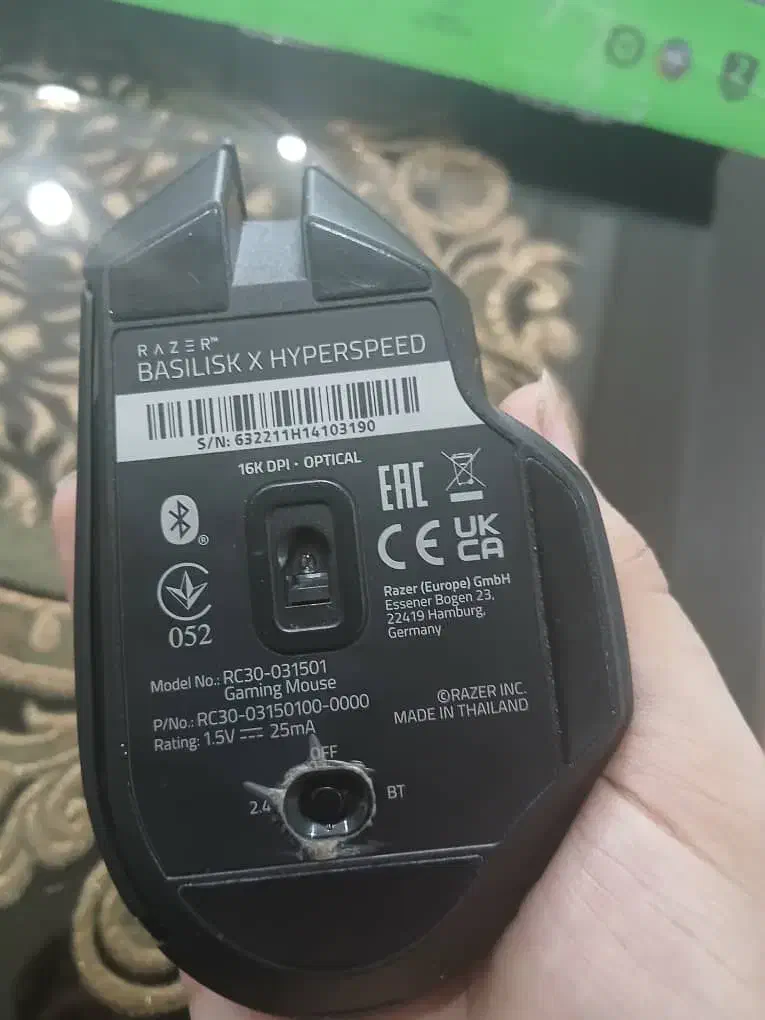 RAZER™
BASILISK X HYPERSPEED
S/N: 632211H14103190
16K DPI · OPTICAL
EAC
®
CE UK
CA
052
Razer (Europe) GmbH
Essener Bogen 23,
22419 Hamburg,
Germany
Model No.: RC30-031501
Gaming Mouse
P/No.: RC30-03150100-0000
Rating: 1.5V ⎓ 25mA
©RAZER INC.
MADE IN THAILAND
OFF
2.4
BT